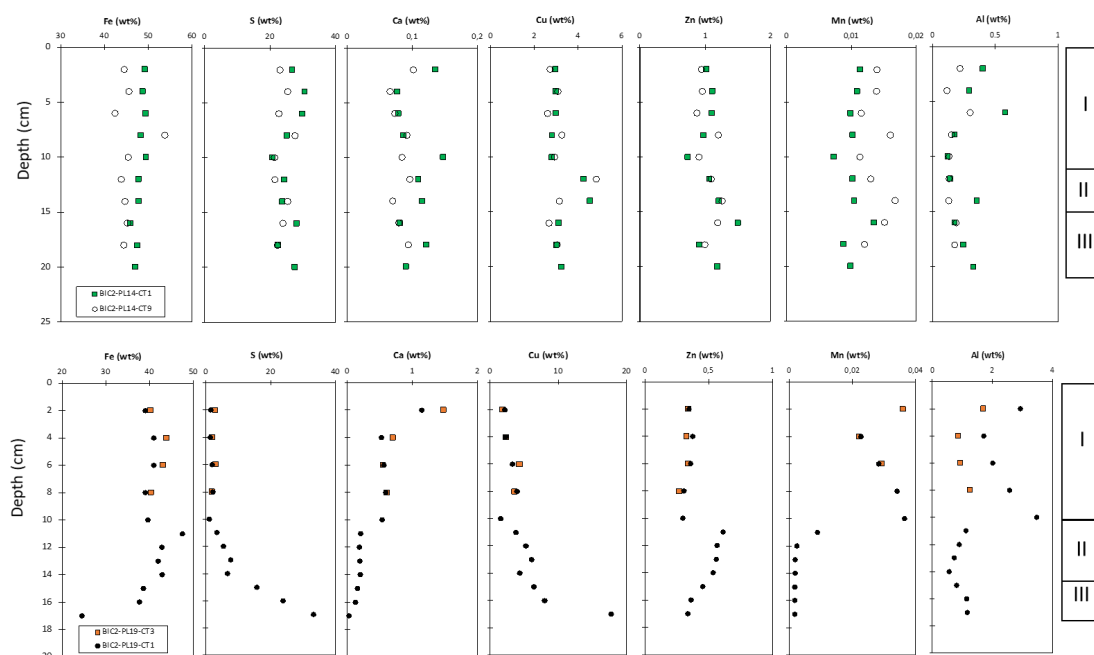 Fe (wt%) S (wt%) Ca (wt%) Cu (wt%) Zn (wt%) Mn (wt%) Al (wt%)
30 40 50 60 0 20 40 0 0,1 0,2 0 2 4 6 0 1 2 0 0,01 0,02 0 0,5 1
0
5
10
15
20
25
Depth (cm)
I
II
III
BIC2-PL14-CT1
BIC2-PL14-CT9
Fe (wt%) S (wt%) Ca (wt%) Cu (wt%) Zn (wt%) Mn (wt%) Al (wt%)
20 30 40 50 0 20 40 0 1 2 0 10 20 0 0,5 1 0 0,02 0,04 0 2 4
0
2
4
6
8
10
12
14
16
18
20
Depth (cm)
I
II
III
BIC2-PL19-CT3
BIC2-PL19-CT1